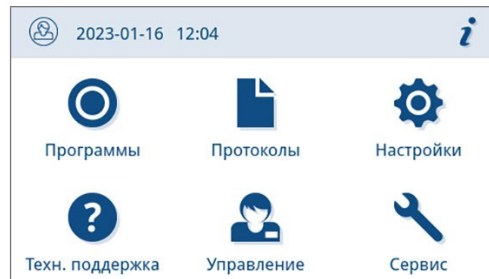 2023-01-16 12:04 i
Программы Протоколы Настройки
?
Техн. поддержка Управление Сервис